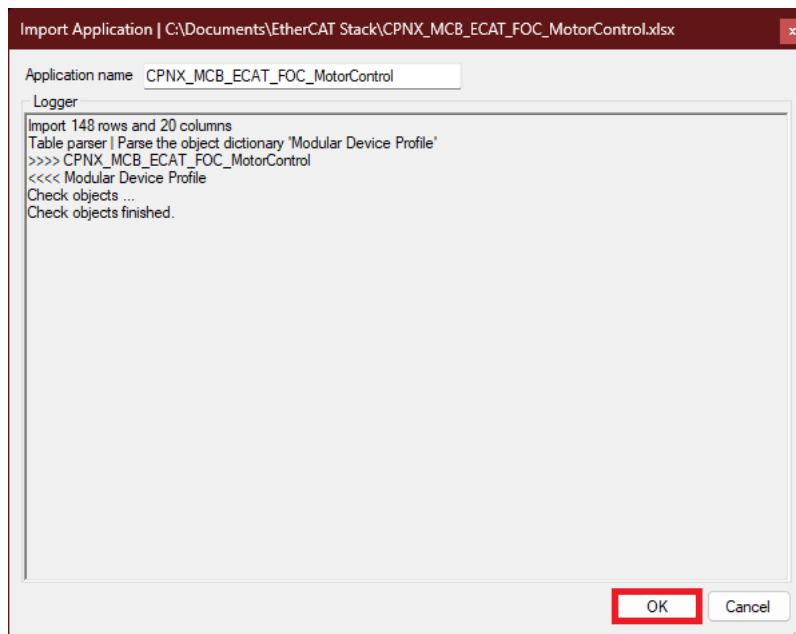 Import Application | C:\Documents\EtherCAT Stack\CPNX_MCB_ECAT_FOC_MotorControl.xlsx
x
Application name CPNX_MCB_ECAT_FOC_MotorControl
Logger
Import 148 rows and 20 columns
Table parser | Parse the object dictionary 'Modular Device Profile'
>>>> CPNX_MCB_ECAT_FOC_MotorControl
<<<< Modular Device Profile
Check objects ...
Check objects finished.
OK Cancel